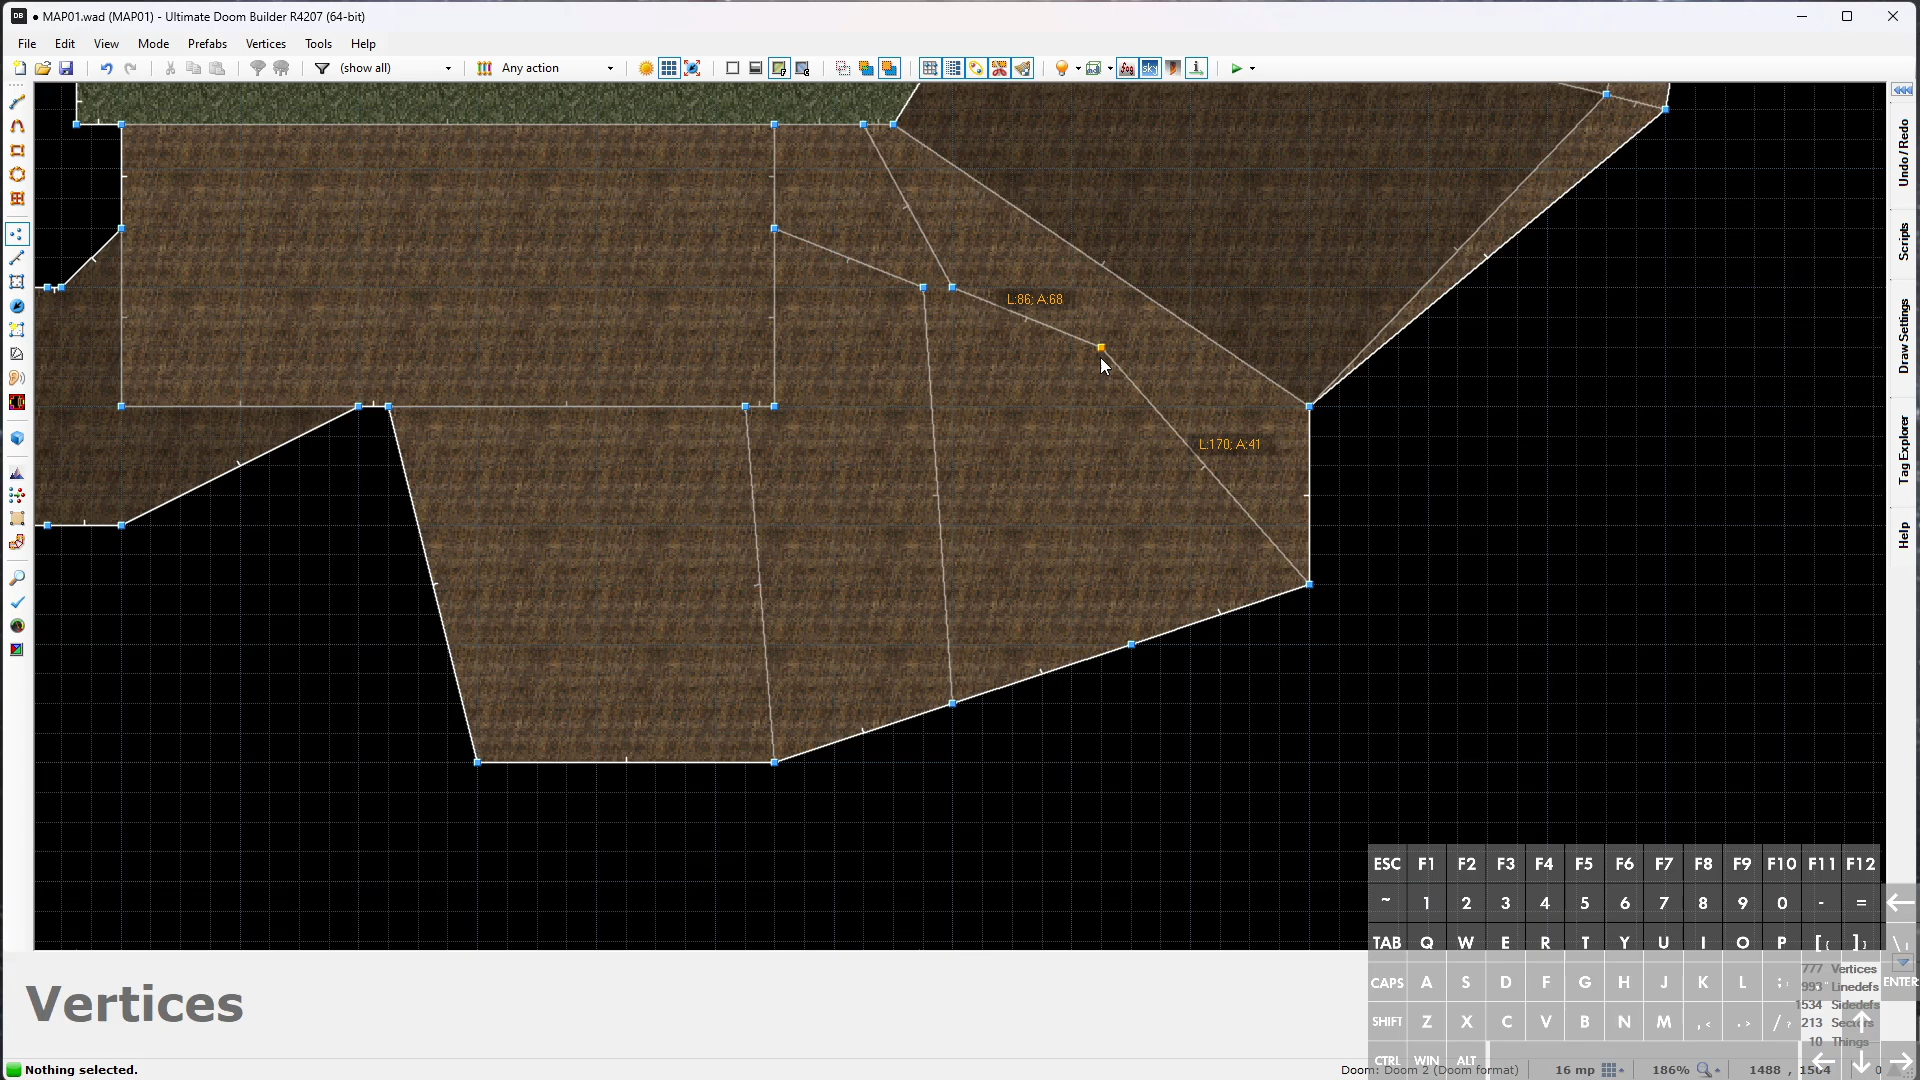 DB • MAP01.wad (MAP01) - Ultimate Doom Builder R4207 (64-bit)
File Edit View Mode Prefabs Vertices Tools Help
(show all) Any action
Undo/Redo
Scripts
Draw Settings
Tag Explorer
Help
L:86; A:68
L:170; A:41
ESC F1 F2 F3 F4 F5 F6 F7 F8 F9 F10 F11 F12
~ 1 2 3 4 5 6 7 8 9 0 - =
TAB Q W E R T Y U I O P [{ ]} \|
CAPS A S D F G H J K L ;: ENTER
SHIFT Z X C V B N M ,< .> /?
CTRL WIN ALT
777 Vertices
993 Linedefs
1534 Sidedefs
213 Sectors
10 Things
Vertices
Nothing selected.
Doom: Doom 2 (Doom format) 16 mp 186% 1488 , 1504